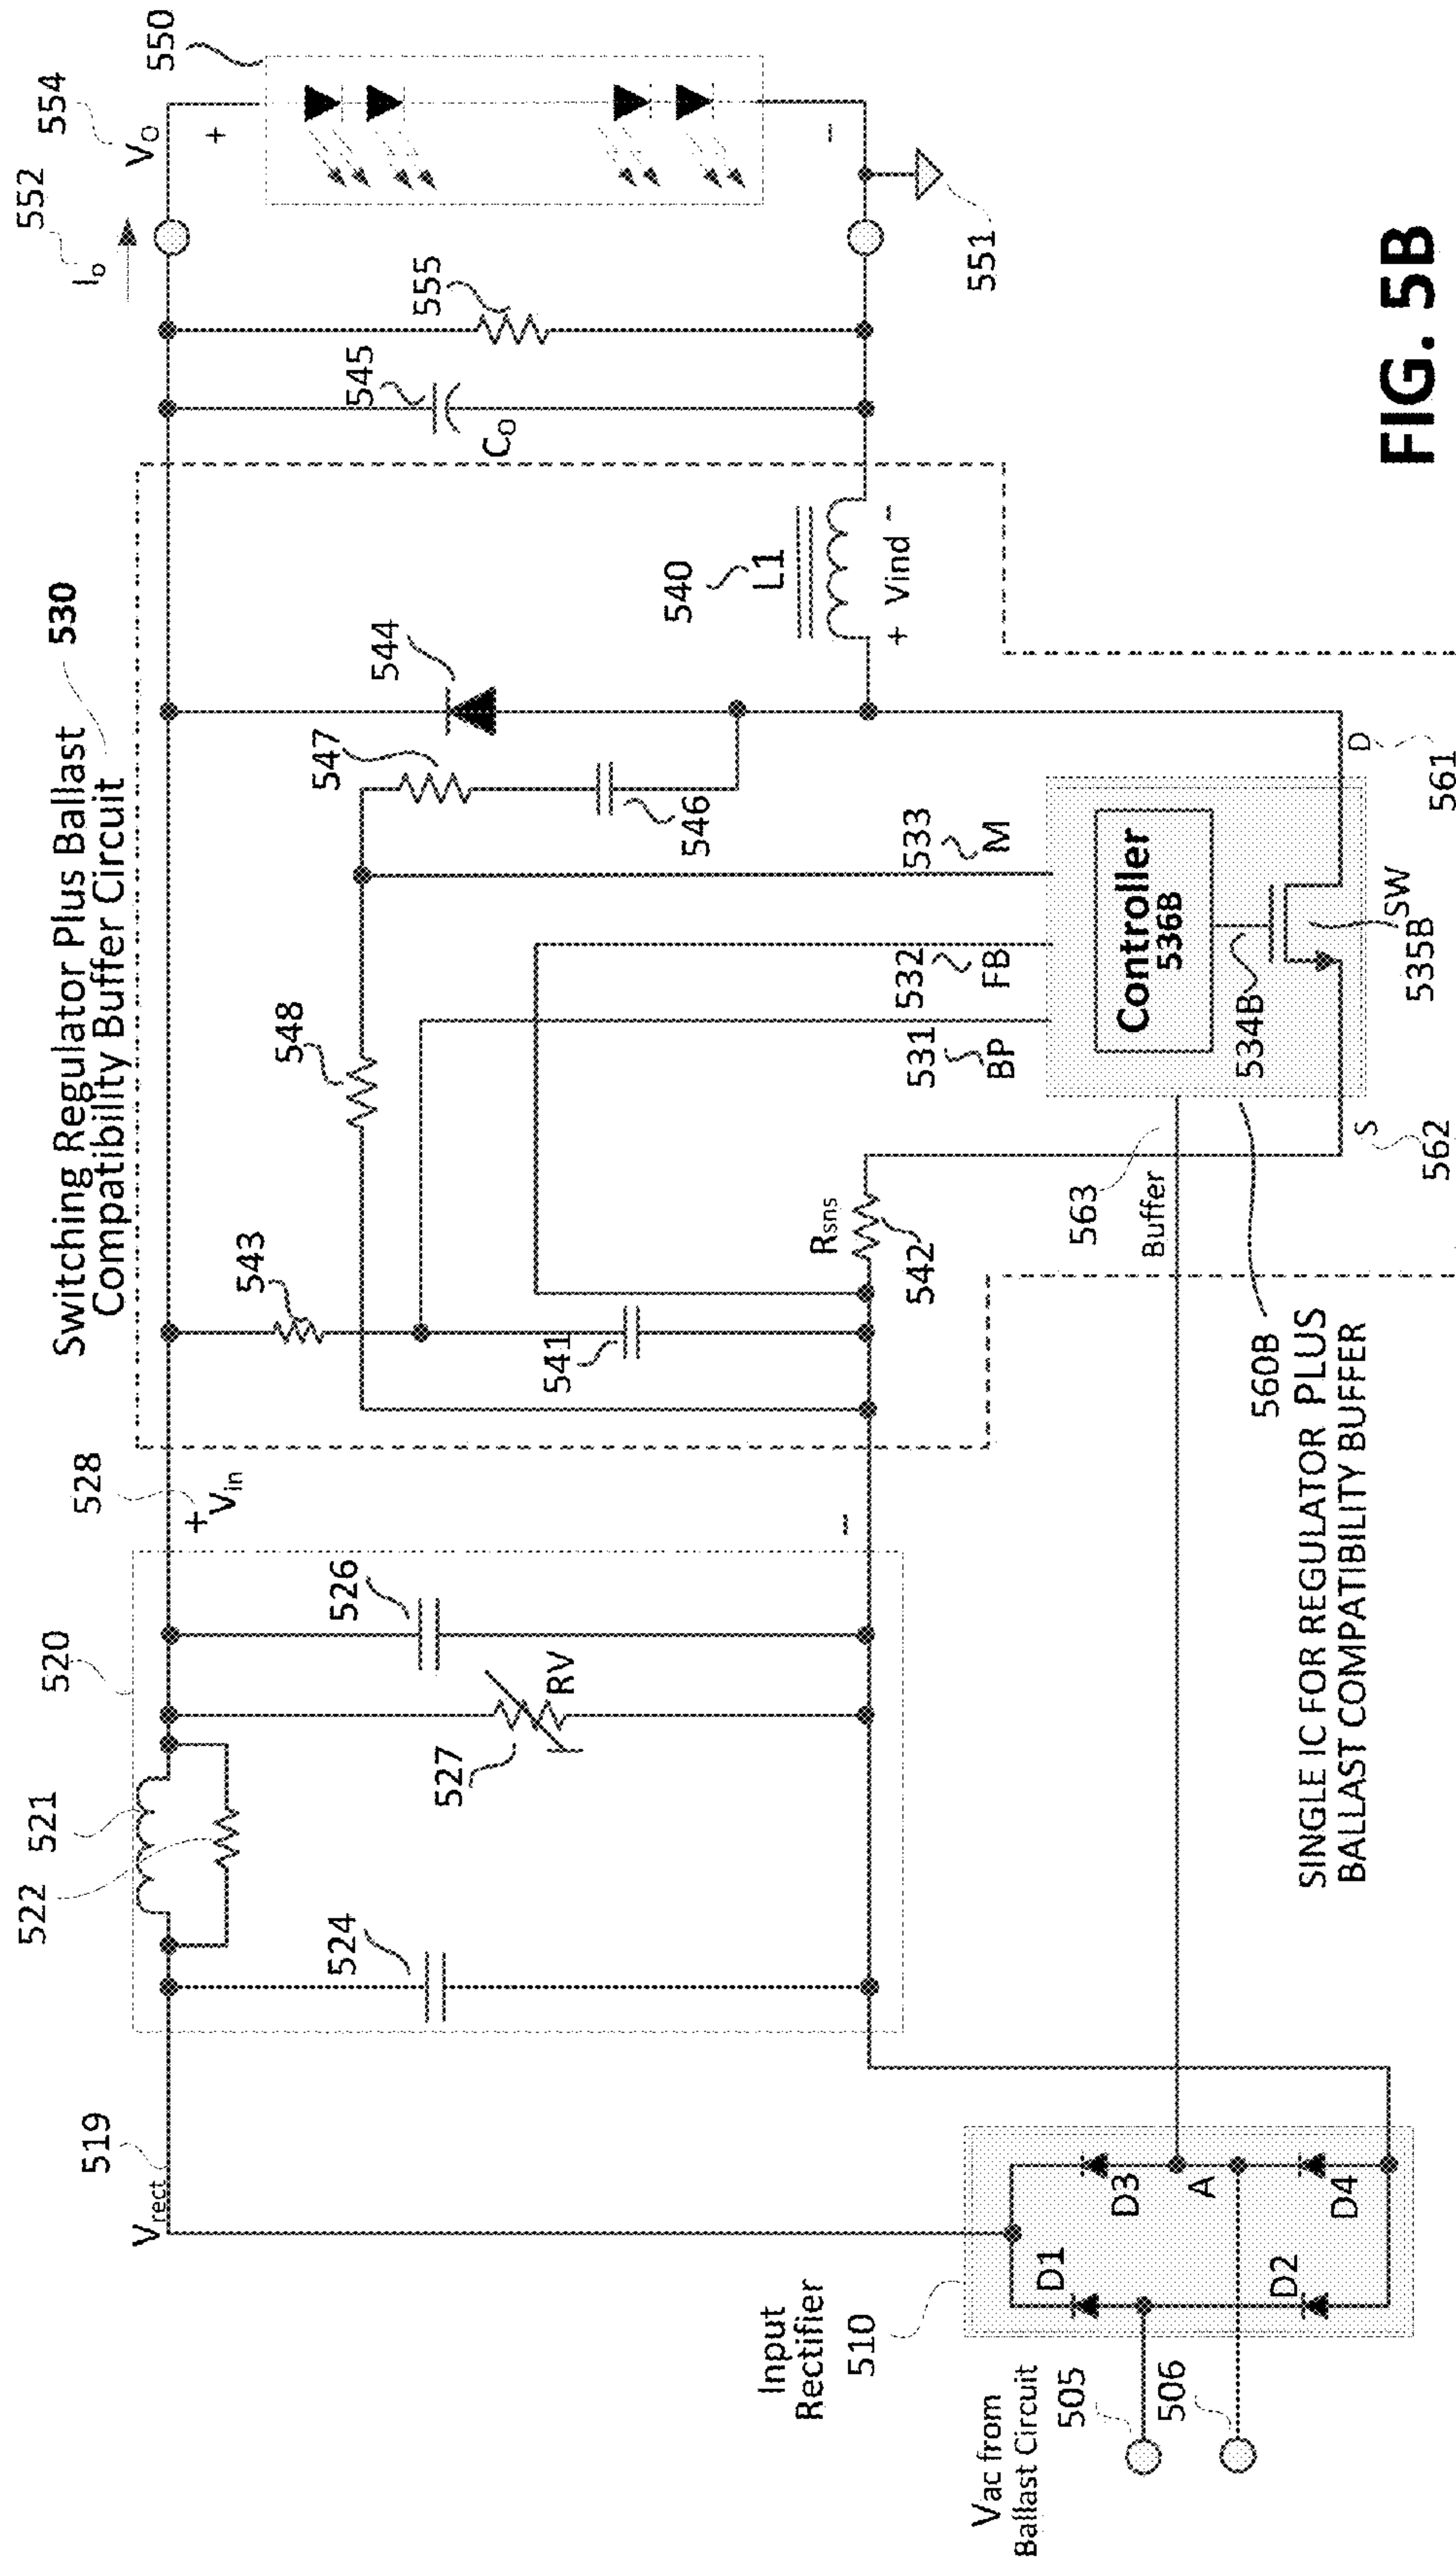 Switching Regulator Plus Ballast
Compatibility Buffer Circuit
530
Vac from
Ballast Circuit
505
506
Input
Rectifier
510
D1
D2
D3
D4
A
Vrect
519
520
521
522
524
526
527
RV
528
+
Vin
–
543
548
541
Rsns
542
547
546
544
540
L1
+ Vind –
531
BP
532
FB
533
M
Controller
536B
534B
SW
535B
S
562
D
561
563
Buffer
560B
SINGLE IC FOR REGULATOR PLUS
BALLAST COMPATIBILITY BUFFER
545
CO
555
IO
552
VO
554
+
–
550
551
FIG. 5B